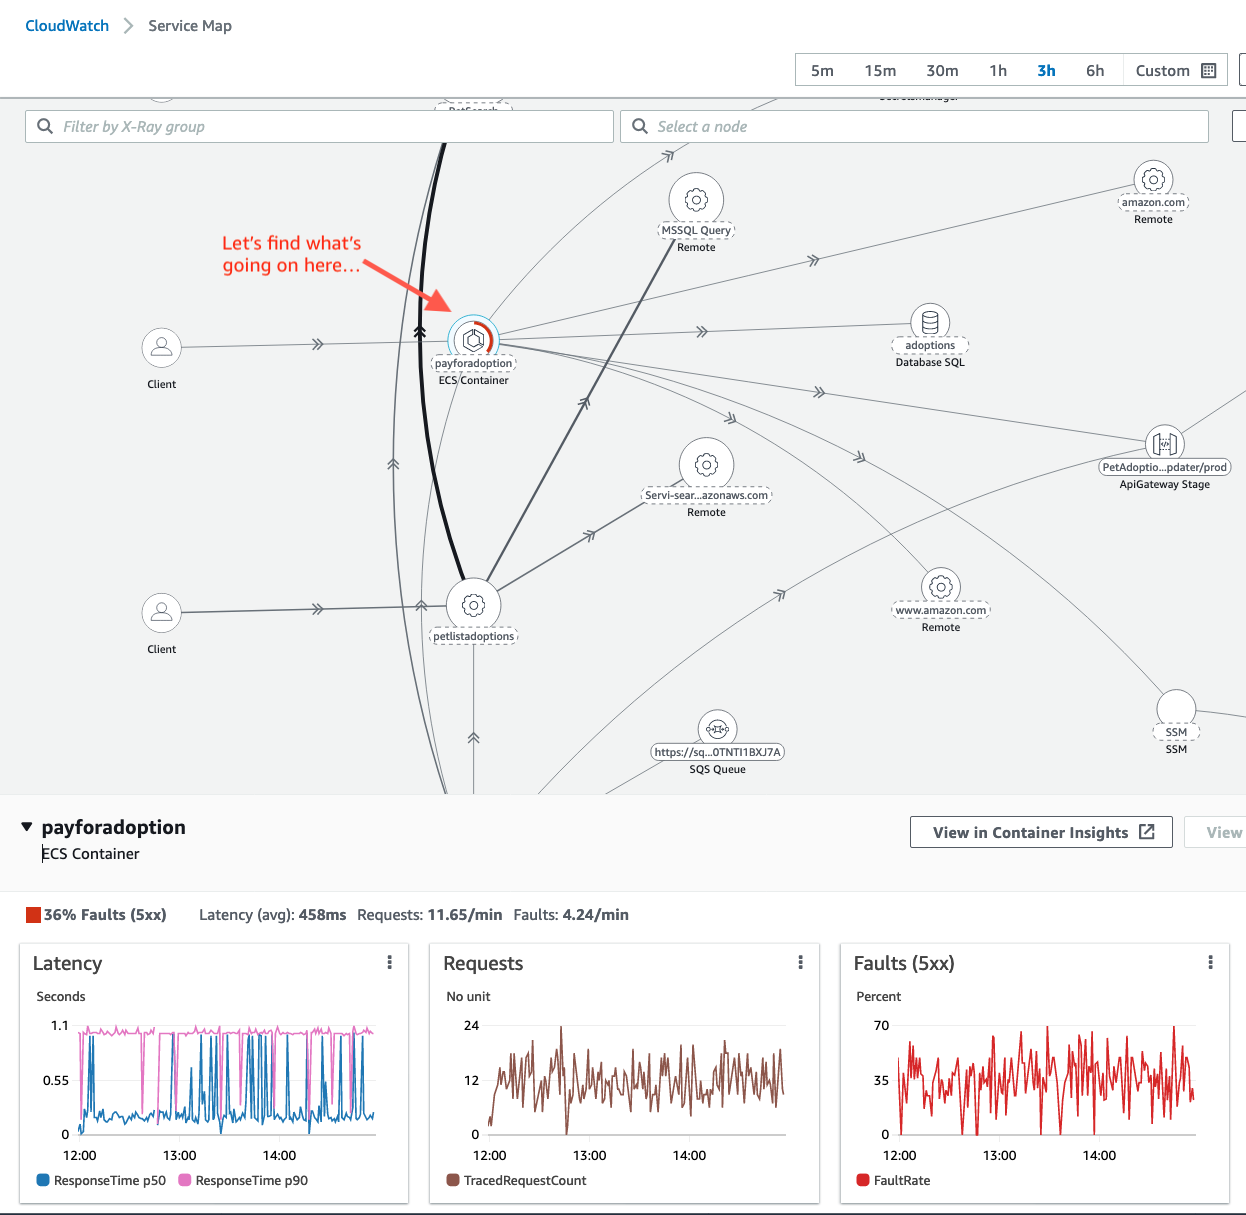 CloudWatch > Service Map
5m 15m 30m 1h 3h 6h Custom
Filter by X-Ray group
Select a node
MSSQL Query
Remote
amazon.com
Remote
Let's find what's
going on here...
Client
payforadoption
ECS Container
adoptions
Database SQL
PetAdoptio...pdater/prod
ApiGateway Stage
Servi-sear...azonaws.com
Remote
www.amazon.com
Remote
Client
petlistadoptions
https://sq...0TNTI1BXJ7A
SQS Queue
SSM
SSM
payforadoption
ECS Container
View in Container Insights
View
36% Faults (5xx) Latency (avg): 458ms Requests: 11.65/min Faults: 4.24/min
Latency
Seconds
1.1
0.55
0
12:00 13:00 14:00
ResponseTime p50 ResponseTime p90
Requests
No unit
24
12
0
12:00 13:00 14:00
TracedRequestCount
Faults (5xx)
Percent
70
35
0
12:00 13:00 14:00
FaultRate